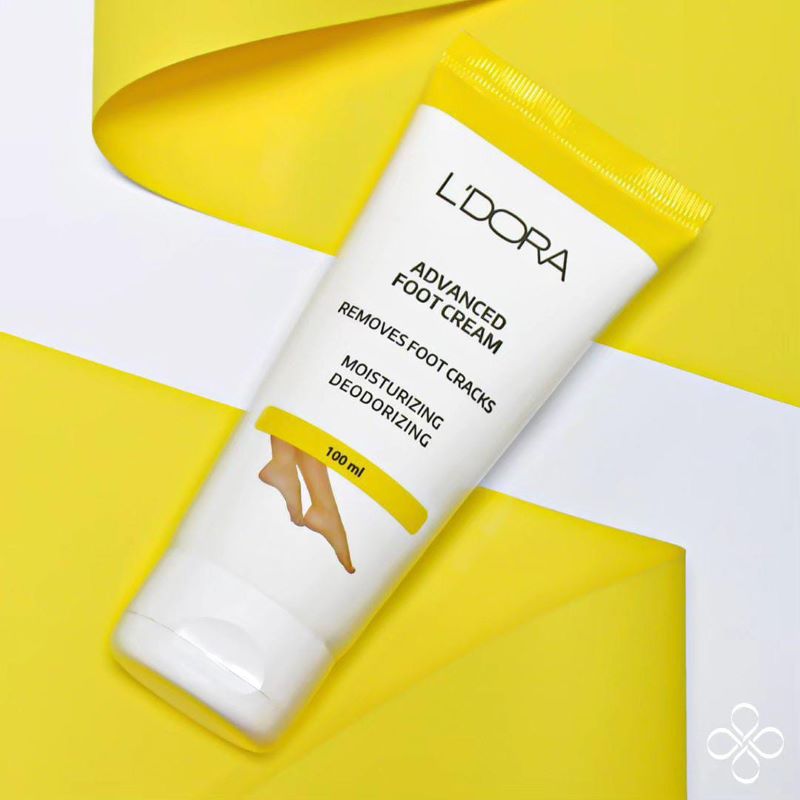 L'DORA
ADVANCED
FOOT CREAM
REMOVES FOOT CRACKS
MOISTURIZING
DEODORIZING
100 ml